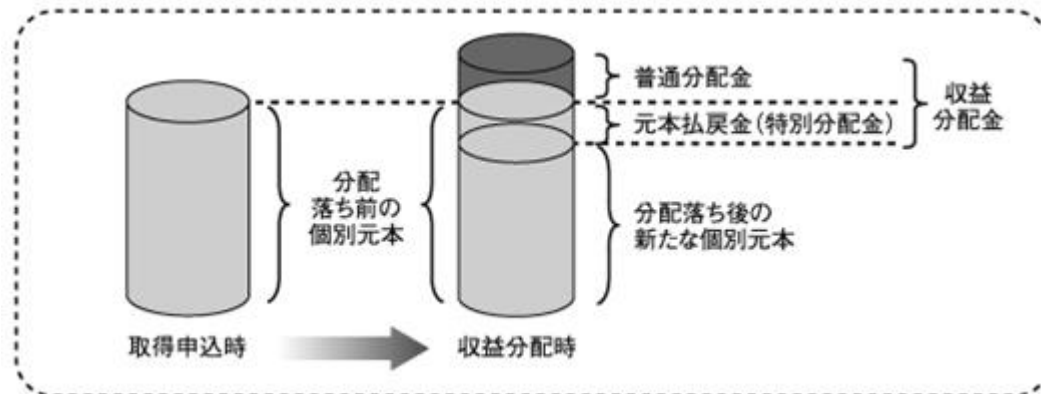 普通分配金
元本払戻金(特別分配金)
収益
分配金
分配
落ち前の
個別元本
分配落ち後の
新たな個別元本
取得申込時
収益分配時